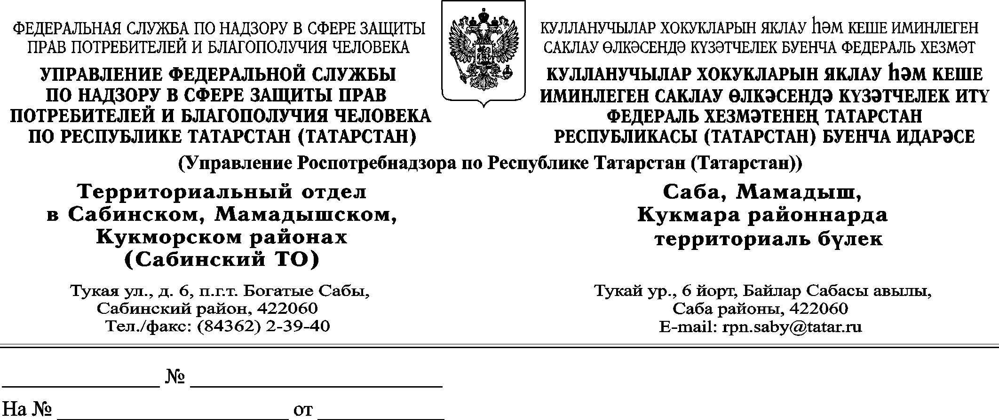 ФЕДЕРАЛЬНАЯ СЛУЖБА ПО НАДЗОРУ В СФЕРЕ ЗАЩИТЫ
ПРАВ ПОТРЕБИТЕЛЕЙ И БЛАГОПОЛУЧИЯ ЧЕЛОВЕКА
УПРАВЛЕНИЕ ФЕДЕРАЛЬНОЙ СЛУЖБЫ
ПО НАДЗОРУ В СФЕРЕ ЗАЩИТЫ ПРАВ
ПОТРЕБИТЕЛЕЙ И БЛАГОПОЛУЧИЯ ЧЕЛОВЕКА
ПО РЕСПУБЛИКЕ ТАТАРСТАН (ТАТАРСТАН)
КУЛЛАНУЧЫЛАР ХОКУКЛАРЫН ЯКЛАУ һӘМ КЕШЕ ИМИНЛЕГЕН
САКЛАУ ӨЛКӘСЕНДӘ КҮЗӘТЧЕЛЕК БУЕНЧА ФЕДЕРАЛЬ ХЕЗМӘТ
КУЛЛАНУЧЫЛАР ХОКУКЛАРЫН ЯКЛАУ һӘМ КЕШЕ
ИМИНЛЕГЕН САКЛАУ ӨЛКӘСЕНДӘ КҮЗӘТЧЕЛЕК ИТҮ
ФЕДЕРАЛЬ ХЕЗМӘТЕНЕҢ ТАТАРСТАН
РЕСПУБЛИКАСЫ (ТАТАРСТАН) БУЕНЧА ИДАРӘСЕ
(Управление Роспотребнадзора по Республике Татарстан (Татарстан))
Территориальный отдел
в Сабинском, Мамадышском,
Кукморском районах
(Сабинский ТО)
Саба, Мамадыш,
Кукмара районнарда
территориаль бүлек
Тукая ул., д. 6, п.г.т. Богатые Сабы,
Сабинский район, 422060
Тел./факс: (84362) 2-39-40
Тукай ур., 6 йорт, Байлар Сабасы авылы,
Саба районы, 422060
E-mail: rpn.saby@tatar.ru
_______________ № ________________________
На № ______________________ от ____________